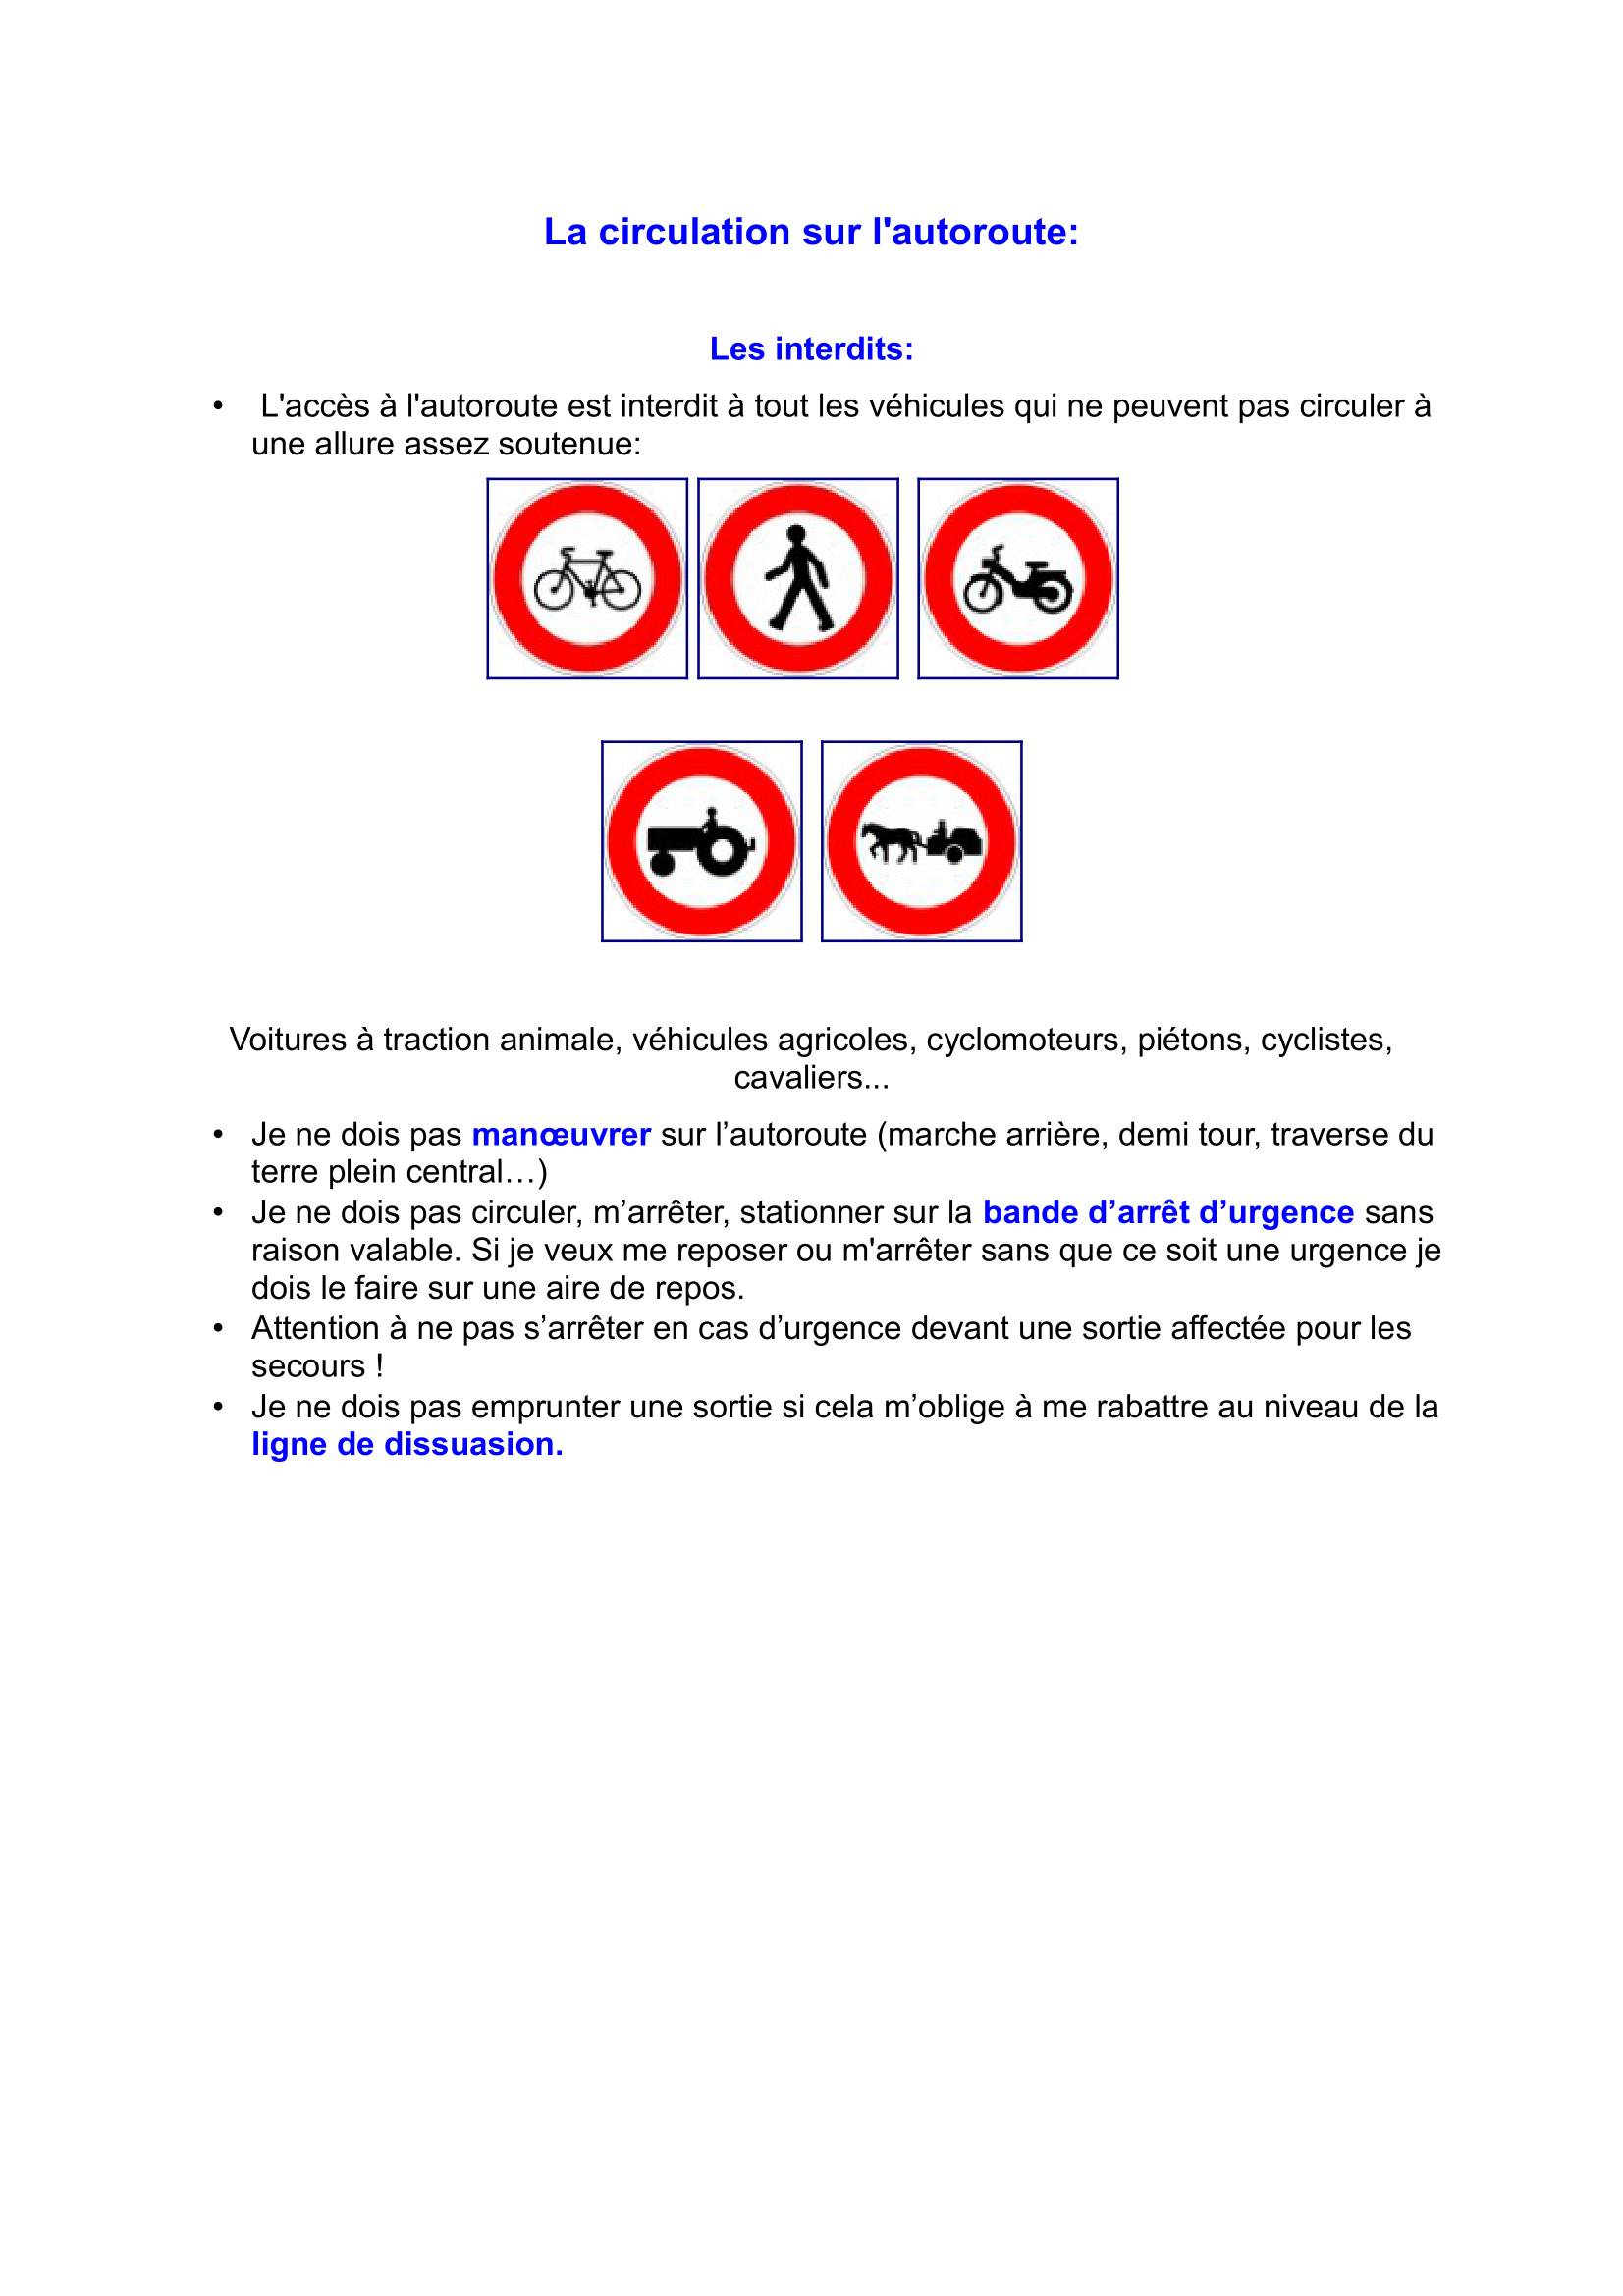 La circulation sur l'autoroute:
Les interdits:
• L'accès à l'autoroute est interdit à tout les véhicules qui ne peuvent pas circuler à
une allure assez soutenue:
Voitures à traction animale, véhicules agricoles, cyclomoteurs, piétons, cyclistes,
cavaliers...
• Je ne dois pas manœuvrer sur l’autoroute (marche arrière, demi tour, traverse du
terre plein central…)
• Je ne dois pas circuler, m’arrêter, stationner sur la bande d’arrêt d’urgence sans
raison valable. Si je veux me reposer ou m'arrêter sans que ce soit une urgence je
dois le faire sur une aire de repos.
• Attention à ne pas s’arrêter en cas d’urgence devant une sortie affectée pour les
secours !
• Je ne dois pas emprunter une sortie si cela m’oblige à me rabattre au niveau de la
ligne de dissuasion.